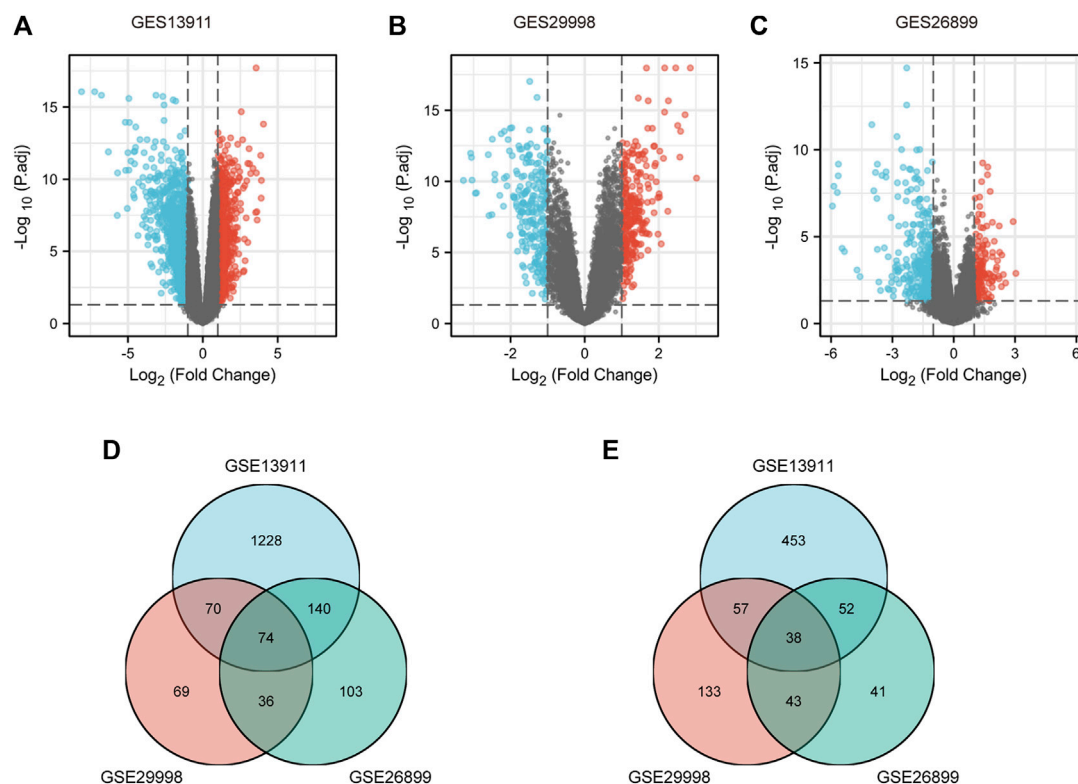 A
GES13911
-Log 10 (P.adj)
15
10
5
0
-5
0
5
Log2 (Fold Change)
B
GES29998
-Log 10 (P.adj)
15
10
5
0
-2
0
2
Log2 (Fold Change)
C
GES26899
-Log 10 (P.adj)
15
10
5
0
-6
-3
0
3
6
Log2 (Fold Change)
D
GSE13911
1228
70
140
74
69
36
103
GSE29998
GSE26899
E
GSE13911
453
57
52
38
133
43
41
GSE29998
GSE26899